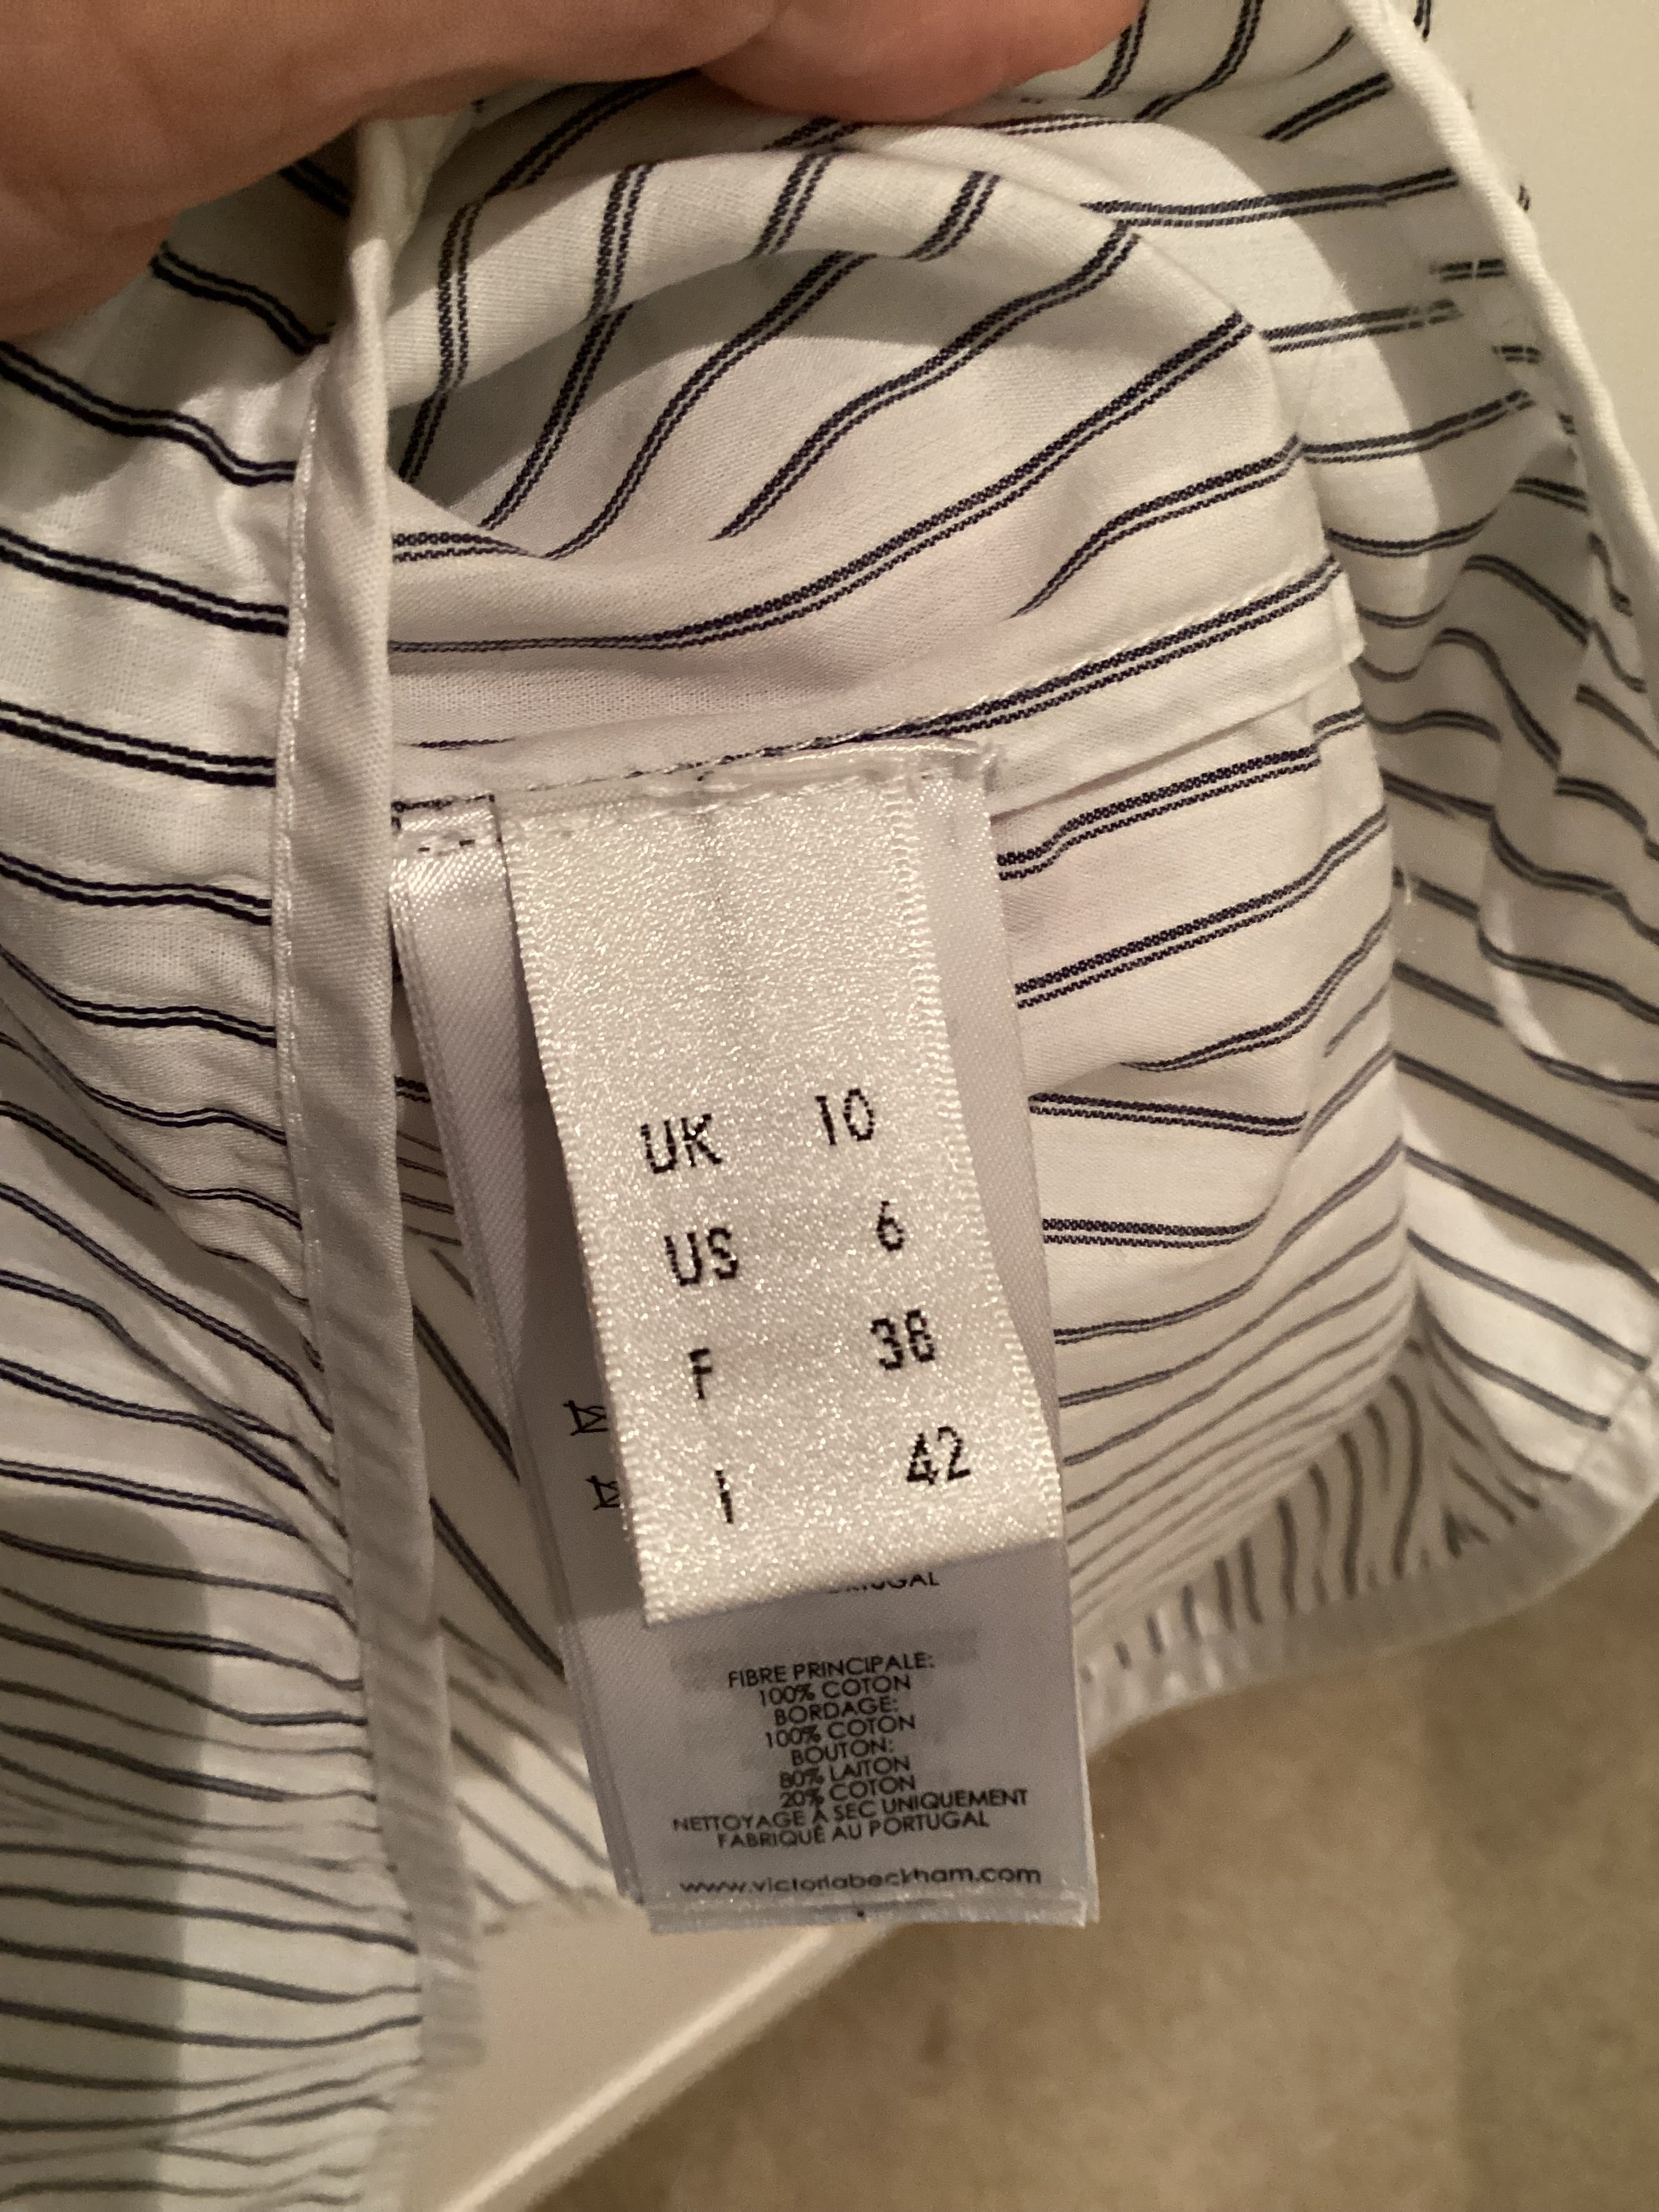 UK 10
US 6
F 38
I 42
FIBRE PRINCIPALE:
100% COTON
BORDAGE:
100% COTON
BOUTON:
80% LAITON
20% COTON
NETTOYAGE À SEC UNIQUEMENT
FABRIQUÉ AU PORTUGAL
www.victoriabeckham.com